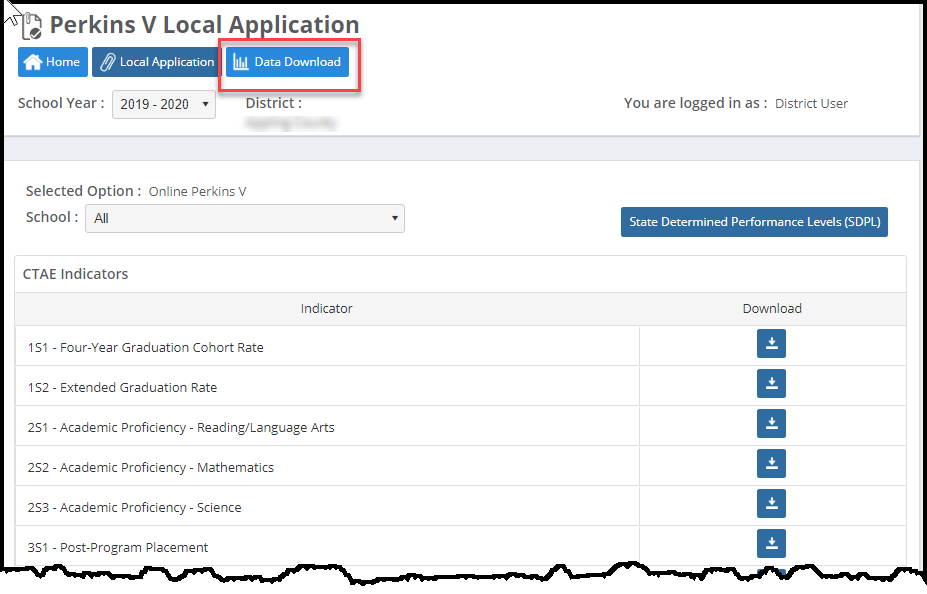 Perkins V Local Application
Home Local Application Data Download
School Year : 2019 - 2020 District : You are logged in as : District User
Selected Option : Online Perkins V
School : All State Determined Performance Levels (SDPL)
CTAE Indicators
Indicator Download
1S1 - Four-Year Graduation Cohort Rate
1S2 - Extended Graduation Rate
2S1 - Academic Proficiency - Reading/Language Arts
2S2 - Academic Proficiency - Mathematics
2S3 - Academic Proficiency - Science
3S1 - Post-Program Placement